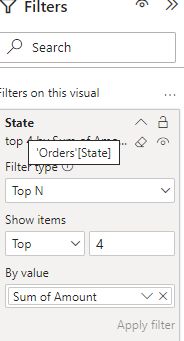 Filters
Search
Filters on this visual
State
top 4 by Sum of Amo...
'Orders'[State]
Filter type
Top N
Show items
Top
4
By value
Sum of Amount
Apply filter